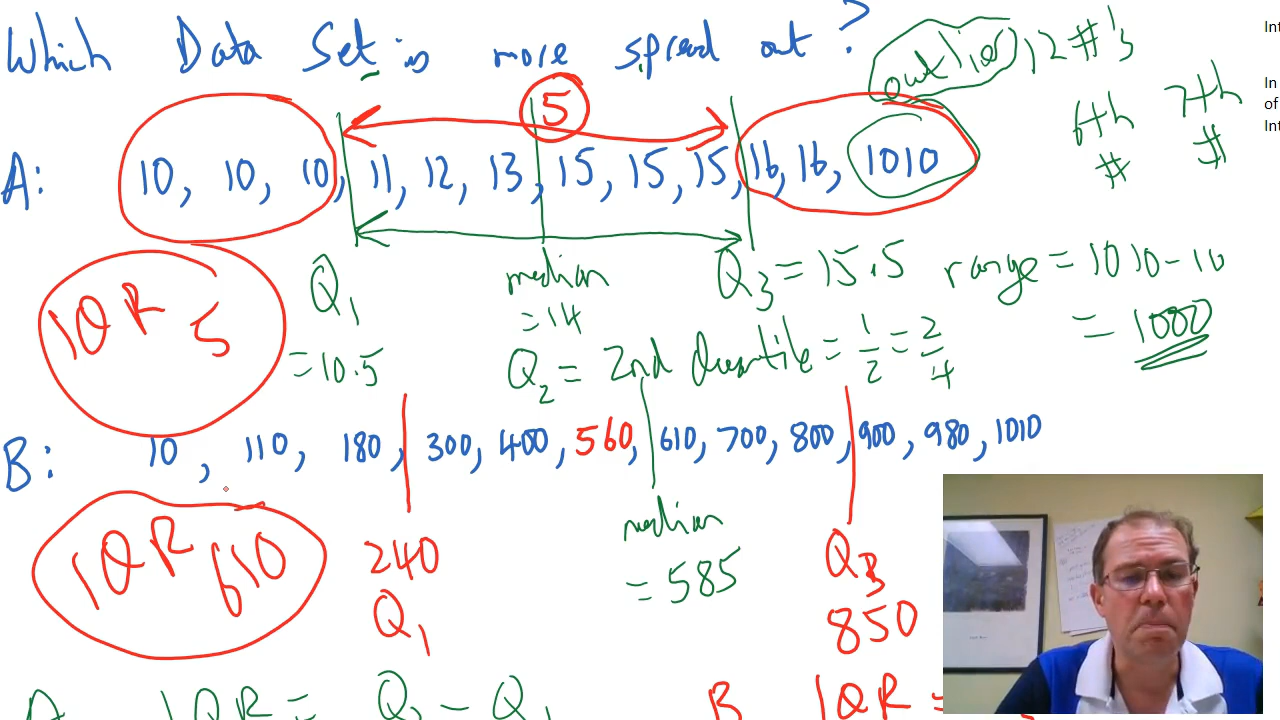 Which Data Set is more spread out?
outlier 12 #'s
6th # 7th #
5
A: 10, 10, 10, 11, 12, 13, 15, 15, 15, 16, 16, 1010
IQR 5
Q1 = 10.5
median = 14
Q3 = 15.5
range = 1010 - 10
= 1000
Q2 = 2nd Quartile = 1/2 = 2/4
B: 10, 110, 180, 300, 400, 560, 610, 700, 800, 900, 980, 1010
IQR 610
240
Q1
median
= 585
Q3
850
IQR =
B IQR =
In
of